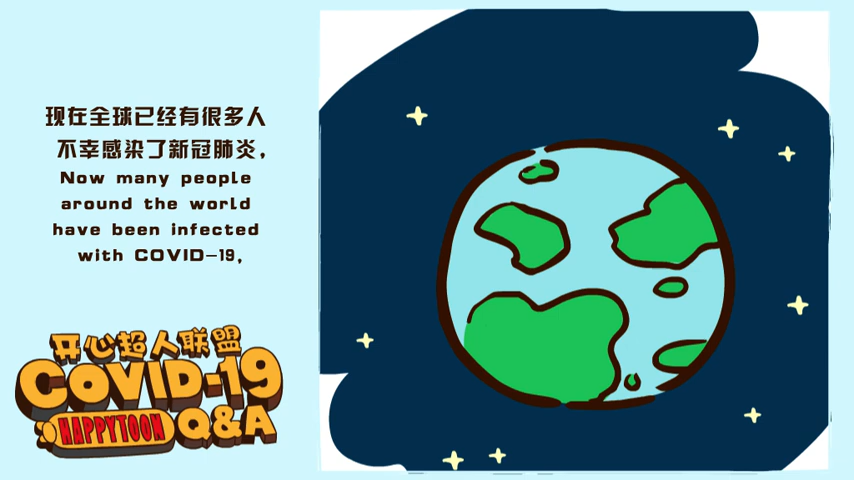 现在全球已经有很多人
不幸感染了新冠肺炎，
Now many people
around the world
have been infected
with COVID-19,
开心超人联盟
COVID-19
HAPPYTOON Q&A